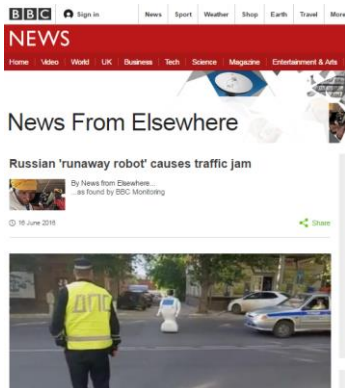 BBC Sign in News Sport Weather Shop Earth Travel More
NEWS
Home Video World UK Business Tech Science Magazine Entertainment & Arts
News From Elsewhere
Russian 'runaway robot' causes traffic jam
By News from Elsewhere...
...as found by BBC Monitoring
16 June 2016
Share
ДПС